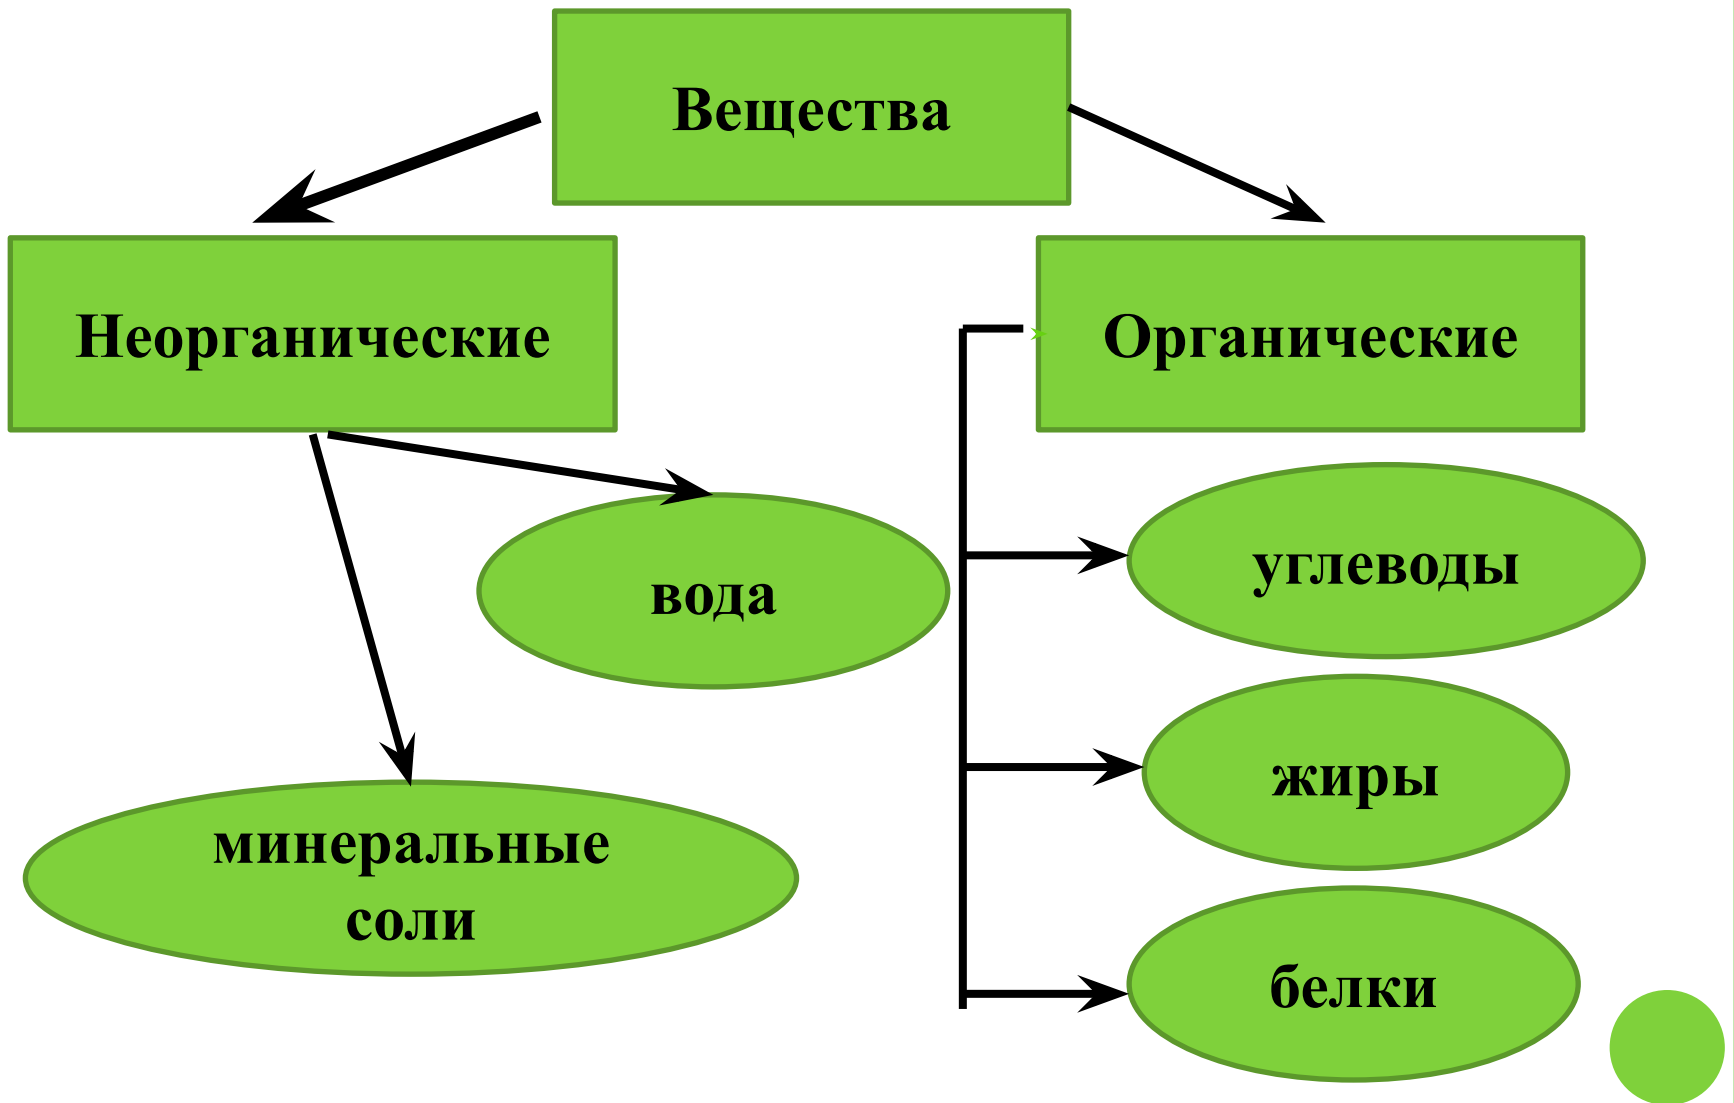 Вещества
Неорганические
Органические
углеводы
вода
жиры
минеральные
соли
белки